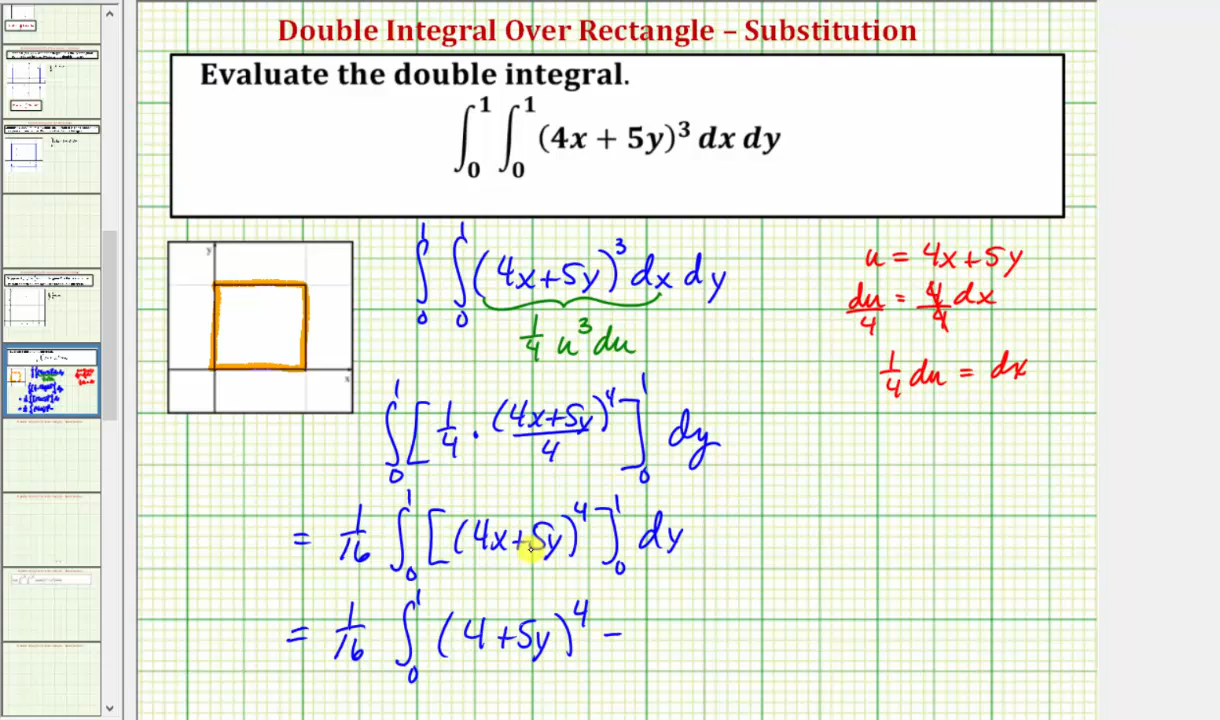 Double Integral Over Rectangle – Substitution
Evaluate the double integral.
∫₀¹ ∫₀¹ (4x + 5y)³ dx dy
y
x
∫₀¹ ∫₀¹ (4x+5y)³ dx dy
1/4 u³ du
u = 4x+5y
du/4 = 4/4 dx
1/4 du = dx
∫₀¹ [ 1/4 · (4x+5y)⁴/4 ]₀¹ dy
= 1/16 ∫₀¹ [ (4x+5y)⁴ ]₀¹ dy
= 1/16 ∫₀¹ (4+5y)⁴ −